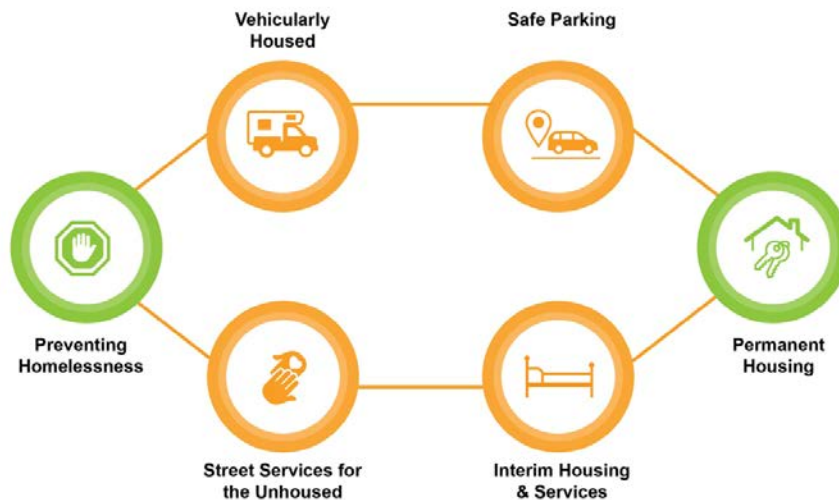 Vehicularly
Housed
Safe Parking
Preventing
Homelessness
Permanent
Housing
Street Services for
the Unhoused
Interim Housing
& Services